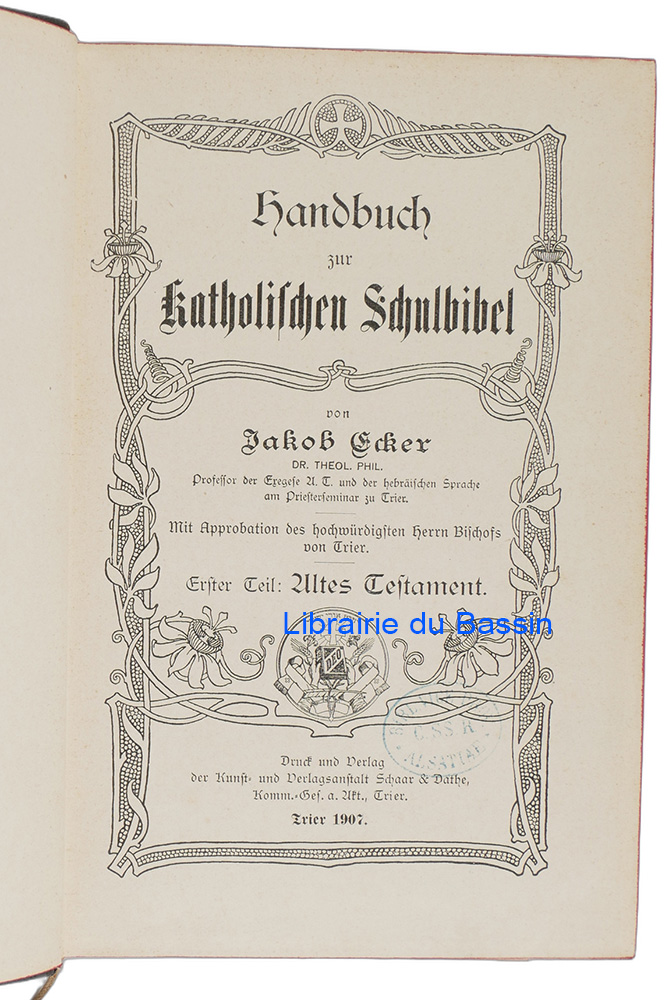 Handbuch
zur
Katholischen Schulbibel
von
Jakob Ecker
DR. THEOL. PHIL.
Professor der Exegese A. T. und der hebräischen Sprache
am Priesterseminar zu Trier.
Mit Approbation des hochwürdigsten Herrn Bischofs
von Trier.
Erster Teil: Altes Testament.
Librairie du Bassin
Druck und Verlag
der Kunst- und Verlagsanstalt Schaar & Dathe,
Komm.-Ges. a. Akt., Trier.
Trier 1907.
C. SS. R.
ALSATIAE